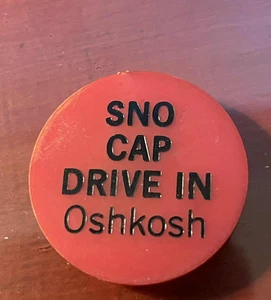 SNO
CAP
DRIVE IN
Oshkosh